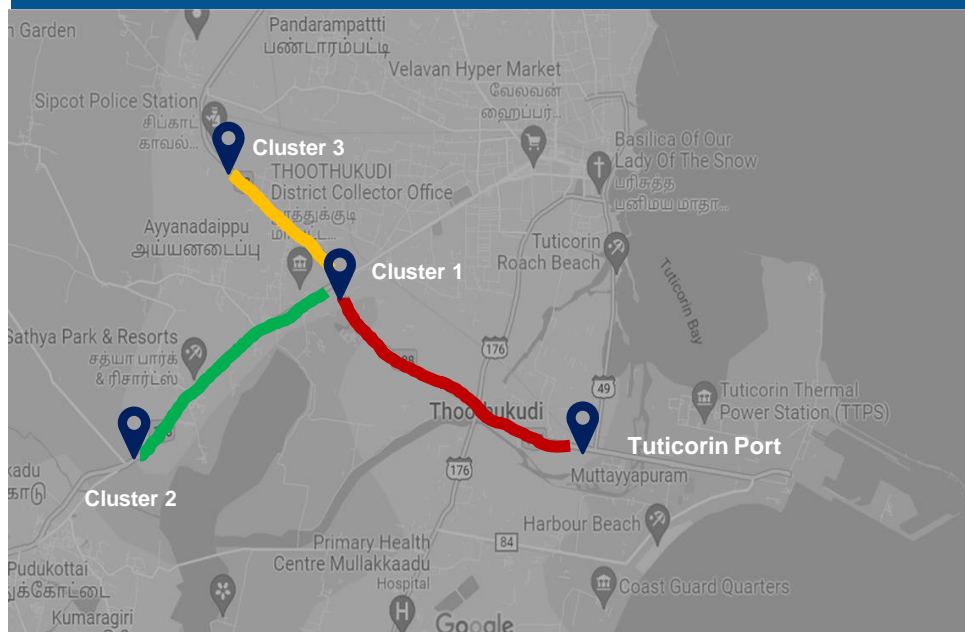 Garden
Pandarampattti
பண்டாரம்பட்டி
Velavan Hyper Market
வேலவன்
ஹைப்பர்...
Sipcot Police Station
சிப்காட்
காவல்...
Cluster 3
Basilica Of Our
Lady Of The Snow
பரிசுத்த
பனிமய மாதா...
THOOTHUKUDI
District Collector Office
Ayyanadaippu
அய்யனடைப்பு
Tuticorin
Roach Beach
Cluster 1
Tuticorin Bay
Sathya Park & Resorts
சத்யா பார்க்
& ரிசார்ட்ஸ்
176
49
Tuticorin Thermal
Power Station (TTPS)
Thoothukudi
Tuticorin Port
176
Muttayyapuram
Cluster 2
Harbour Beach
84
Primary Health
Centre Mullakkaadu
Hospital
H
Pudukottai
Coast Guard Quarters
Kumaragiri
Google